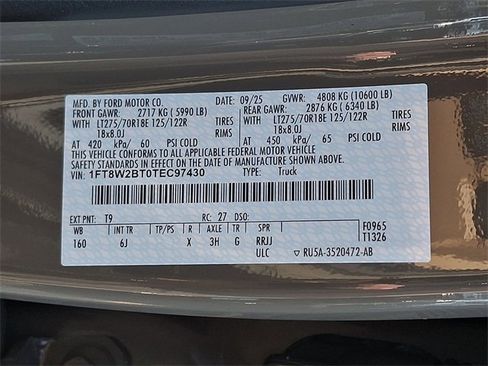 MFD. BY FORD MOTOR CO. 09/25 GVWR: 4808 KG (10600 LB)
FRONT GAWR: 2717 KG ( 5990 LB) REAR GAWR: 2876 KG ( 6340 LB)
WITH LT275/70R18E 125/122R TIRES WITH LT275/70R18E 125/122R TIRES
18x8.0J RIMS 18x8.0J RIMS
AT 420 kPa/ 60 PSI COLD AT 450 kPa/ 65 PSI COLD
THIS VEHICLE CONFORMS TO ALL APPLICABLE FEDERAL MOTOR VEHICLE
SAFETY STANDARDS IN EFFECT ON THE DATE OF MANUFACTURE SHOWN ABOVE.
VIN: 1FT8W2BT0TEC97430 TYPE: Truck
EXT PNT: T9 RC: 27 DSO:
WB INT TR TP/PS R AXLE TR SPR F0965
160 6J X 3H G RRJJ T1326
ULC ▽ RU5A-3520472-AB